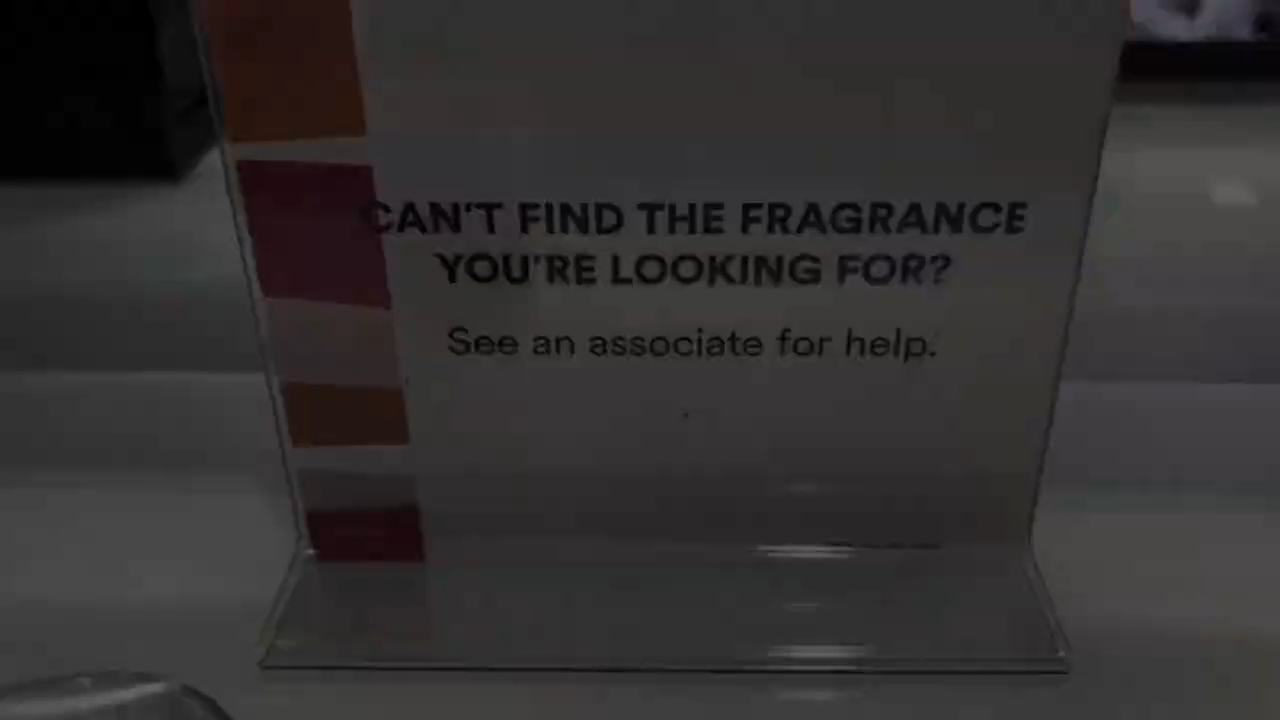 CAN'T FIND THE FRAGRANCE
YOU'RE LOOKING FOR?
See an associate for help.